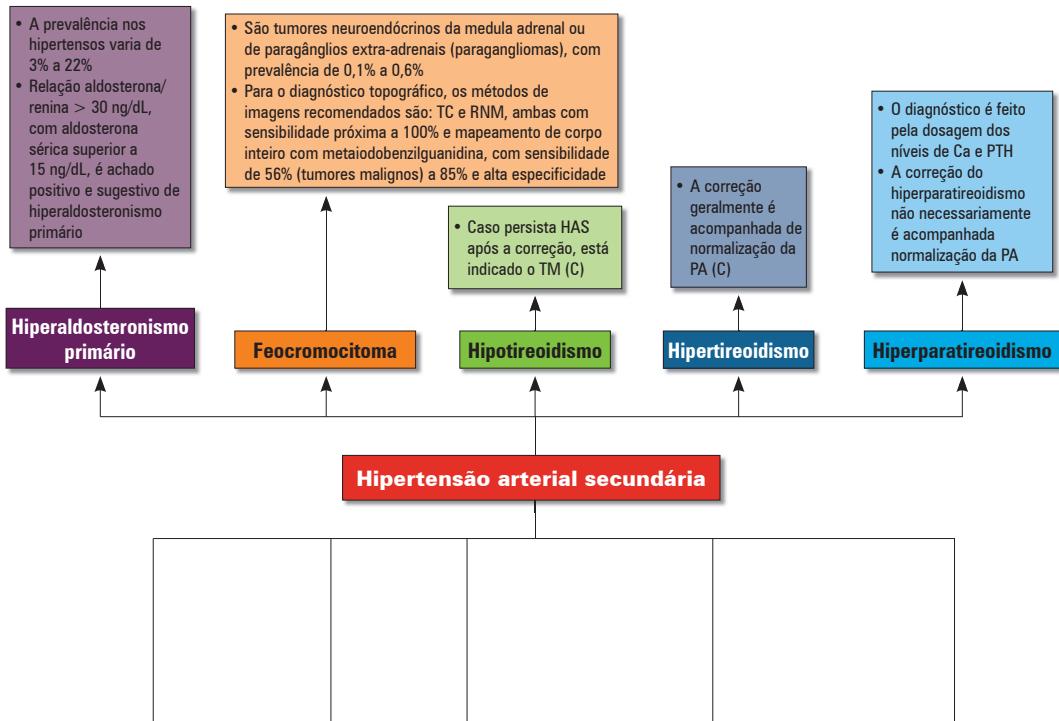 • A prevalência nos
hipertensos varia de
3% a 22%
• Relação aldosterona/
renina > 30 ng/dL,
com aldosterona
sérica superior a
15 ng/dL, é achado
positivo e sugestivo de
hiperaldosteronismo
primário
• São tumores neuroendócrinos da medula adrenal ou
de paragânglios extra-adrenais (paragangliomas), com
prevalência de 0,1% a 0,6%
• Para o diagnóstico topográfico, os métodos de
imagens recomendados são: TC e RNM, ambas com
sensibilidade próxima a 100% e mapeamento de corpo
inteiro com metaiodobenzilguanidina, com sensibilidade
de 56% (tumores malignos) a 85% e alta especificidade
• Caso persista HAS
após a correção, está
indicado o TM (C)
• A correção
geralmente é
acompanhada de
normalização da
PA (C)
• O diagnóstico é feito
pela dosagem dos
níveis de Ca e PTH
• A correção do
hiperparatireoidismo
não necessariamente
é acompanhada
normalização da PA
Hiperaldosteronismo
primário
Feocromocitoma
Hipotireoidismo
Hipertireoidismo
Hiperparatireoidismo
Hipertensão arterial secundária